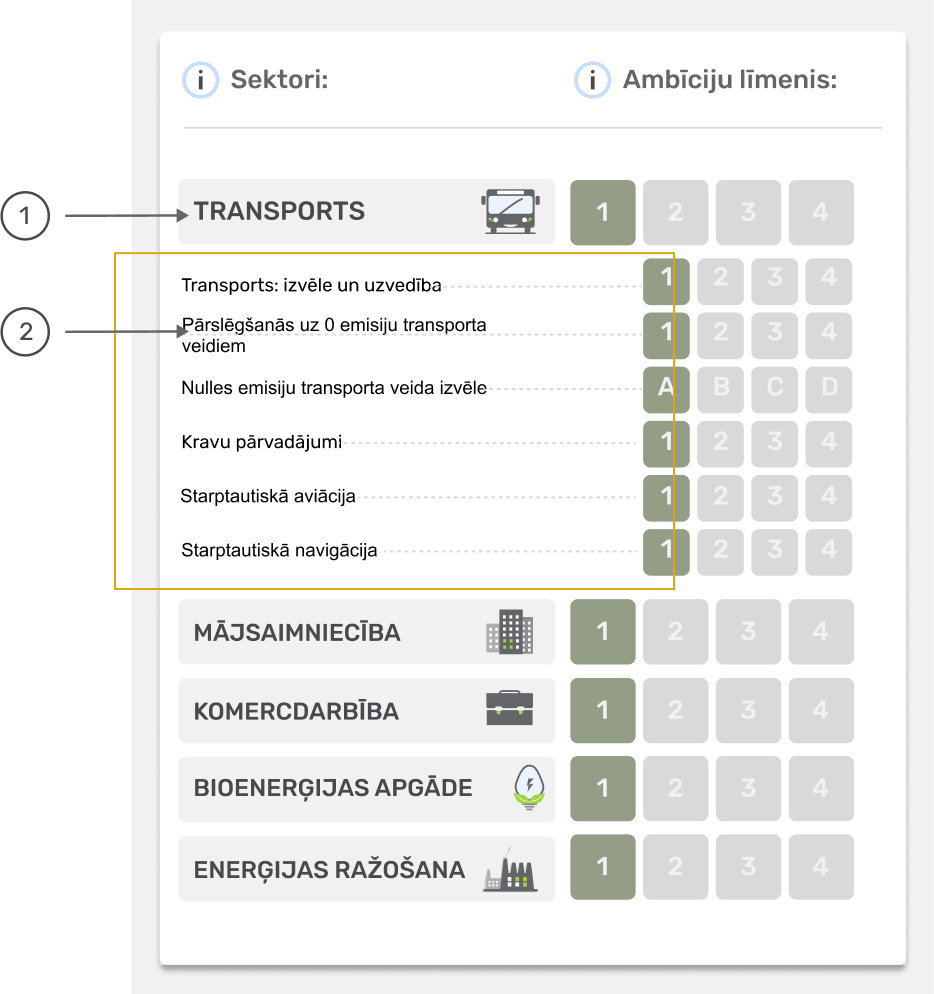 i Sektori:
i Ambīciju līmenis:
1
TRANSPORTS
1 2 3 4
Transports: izvēle un uzvedība
1 2 3 4
2
Pārslēgšanās uz 0 emisiju transporta
veidiem
1 2 3 4
Nulles emisiju transporta veida izvēle
A B C D
Kravu pārvadājumi
1 2 3 4
Starptautiskā aviācija
1 2 3 4
Starptautiskā navigācija
1 2 3 4
MĀJSAIMNIECĪBA
1 2 3 4
KOMERCDARBĪBA
1 2 3 4
BIOENERĢIJAS APGĀDE
1 2 3 4
ENERĢIJAS RAŽOŠANA
1 2 3 4